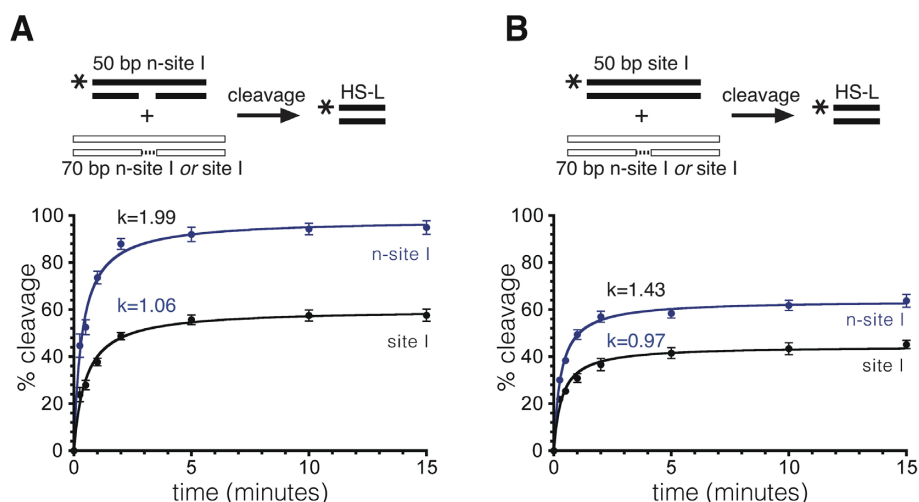 A
50 bp n-site I
*
+
cleavage
* HS-L
70 bp n-site I or site I
100
80
60
40
20
0
% cleavage
k=1.99
n-site I
k=1.06
site I
0 5 10 15
time (minutes)
B
50 bp site I
*
+
cleavage
* HS-L
70 bp n-site I or site I
100
80
60
40
20
0
% cleavage
k=1.43
n-site I
k=0.97
site I
0 5 10 15
time (minutes)